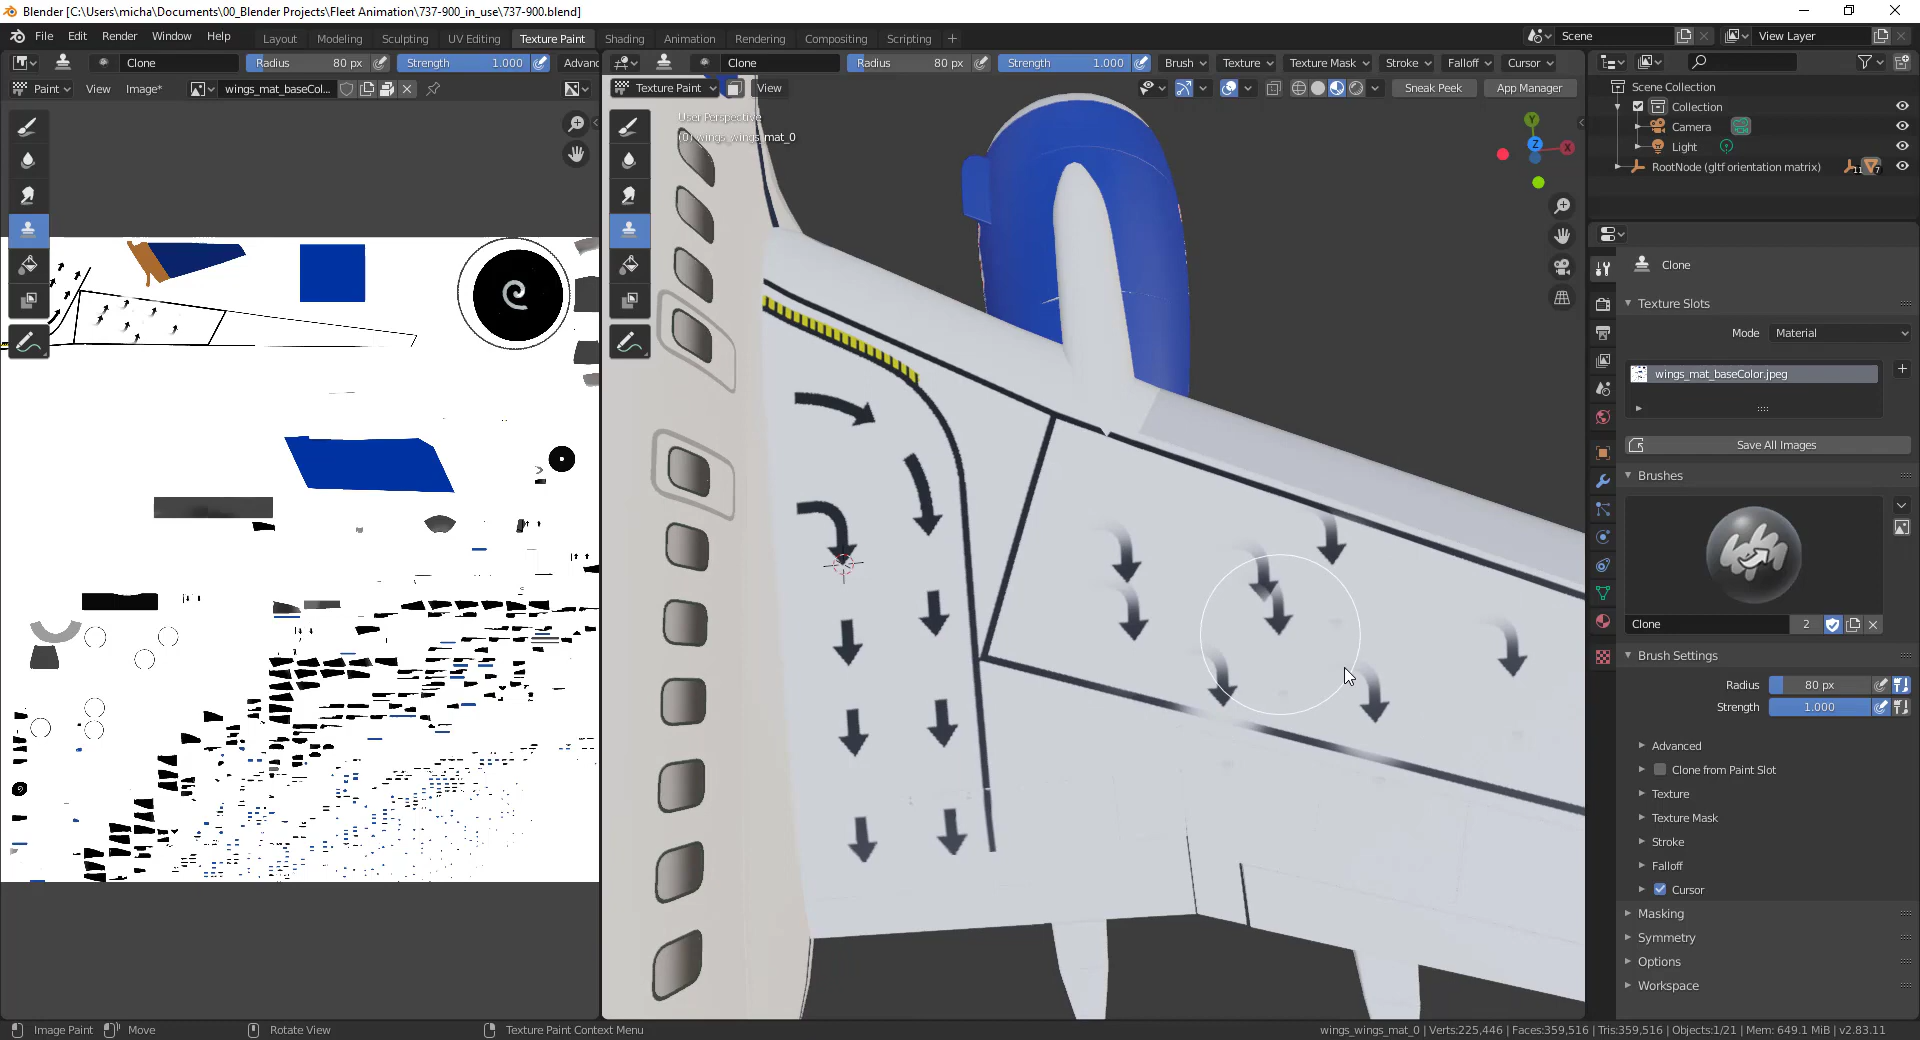 Blender [C:\Users\micha\Documents\00_Blender Projects\Fleet Animation\737-900_in_use\737-900.blend]
File Edit Render Window Help Layout Modeling Sculpting UV Editing Texture Paint Shading Animation Rendering Compositing Scripting + Scene View Layer
Clone Radius 80 px Strength 1.000 Advanc
Clone Radius 80 px Strength 1.000 Brush Texture Texture Mask Stroke Falloff Cursor
Paint View Image* wings_mat_baseCol...
Texture Paint View Sneak Peek App Manager
User Perspective
(0) wings_wings_mat_0
Y
Z
X
Scene Collection
Collection
Camera
Light
RootNode (gltf orientation matrix) 11 7
Clone
Texture Slots
Mode Material
wings_mat_baseColor.jpeg
Save All Images
Brushes
Clone 2
Brush Settings
Radius 80 px
Strength 1.000
Advanced
Clone from Paint Slot
Texture
Texture Mask
Stroke
Falloff
Cursor
Masking
Symmetry
Options
Workspace
Image Paint Move Rotate View Texture Paint Context Menu wings_wings_mat_0 | Verts:225,446 | Faces:359,516 | Tris:359,516 | Objects:1/21 | Mem: 649.1 MiB | v2.83.11